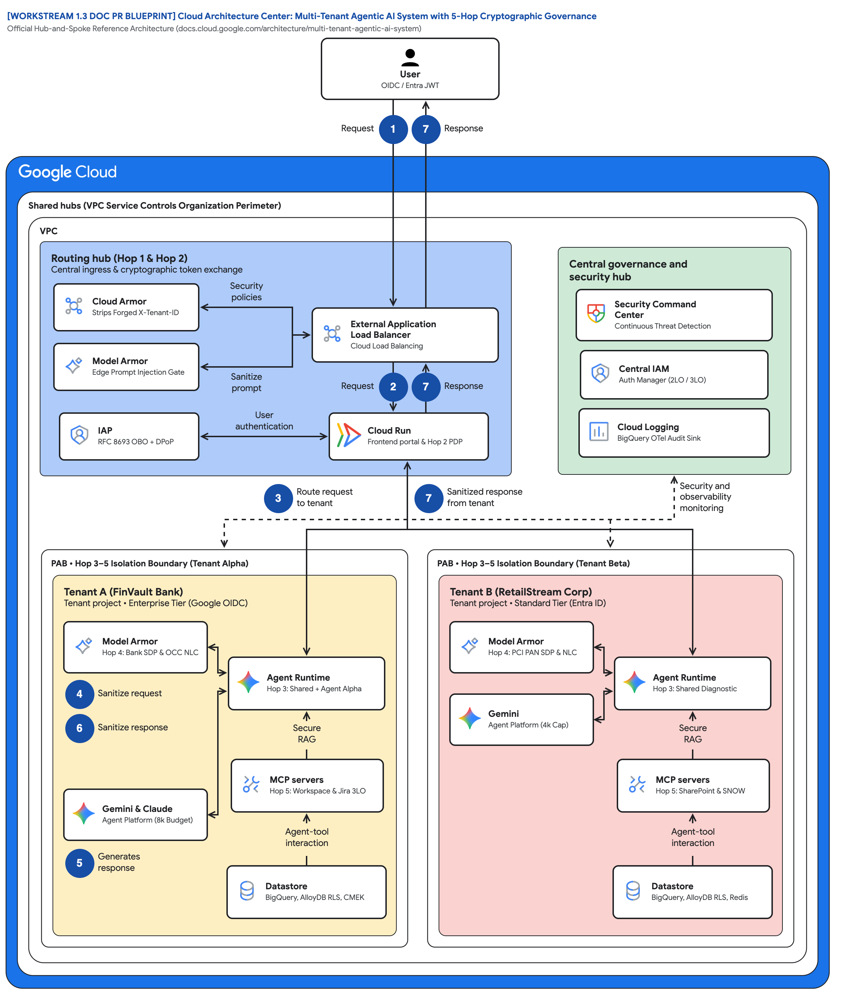 [WORKSTREAM 1.3 DOC PR BLUEPRINT] Cloud Architecture Center: Multi-Tenant Agentic AI System with 5-Hop Cryptographic Governance
Official Hub-and-Spoke Reference Architecture (docs.cloud.google.com/architecture/multi-tenant-agentic-ai-system)
User
OIDC / Entra JWT
Request
1
7
Response
Google Cloud
Shared hubs (VPC Service Controls Organization Perimeter)
VPC
Routing hub (Hop 1 & Hop 2)
Central ingress & cryptographic token exchange
Cloud Armor
Strips Forged X-Tenant-ID
Security
policies
Model Armor
Edge Prompt Injection Gate
Sanitize
prompt
External Application
Load Balancer
Cloud Load Balancing
Request
2
7
Response
IAP
RFC 8693 OBO + DPoP
User
authentication
Cloud Run
Frontend portal & Hop 2 PDP
Central governance and
security hub
Security Command
Center
Continuous Threat Detection
Central IAM
Auth Manager (2LO / 3LO)
Cloud Logging
BigQuery OTel Audit Sink
3
Route request
to tenant
7
Sanitized response
from tenant
Security and
observability
monitoring
PAB • Hop 3–5 Isolation Boundary (Tenant Alpha)
Tenant A (FinVault Bank)
Tenant project • Enterprise Tier (Google OIDC)
Model Armor
Hop 4: Bank SDP & OCC NLC
4
Sanitize request
6
Sanitize response
Agent Runtime
Hop 3: Shared + Agent Alpha
Secure
RAG
MCP servers
Hop 5: Workspace & Jira 3LO
Gemini & Claude
Agent Platform (8k Budget)
5
Generates
response
Agent-tool
interaction
Datastore
BigQuery, AlloyDB RLS, CMEK
PAB • Hop 3–5 Isolation Boundary (Tenant Beta)
Tenant B (RetailStream Corp)
Tenant project • Standard Tier (Entra ID)
Model Armor
Hop 4: PCI PAN SDP & NLC
Agent Runtime
Hop 3: Shared Diagnostic
Gemini
Agent Platform (4k Cap)
Secure
RAG
MCP servers
Hop 5: SharePoint & SNOW
Agent-tool
interaction
Datastore
BigQuery, AlloyDB RLS, Redis